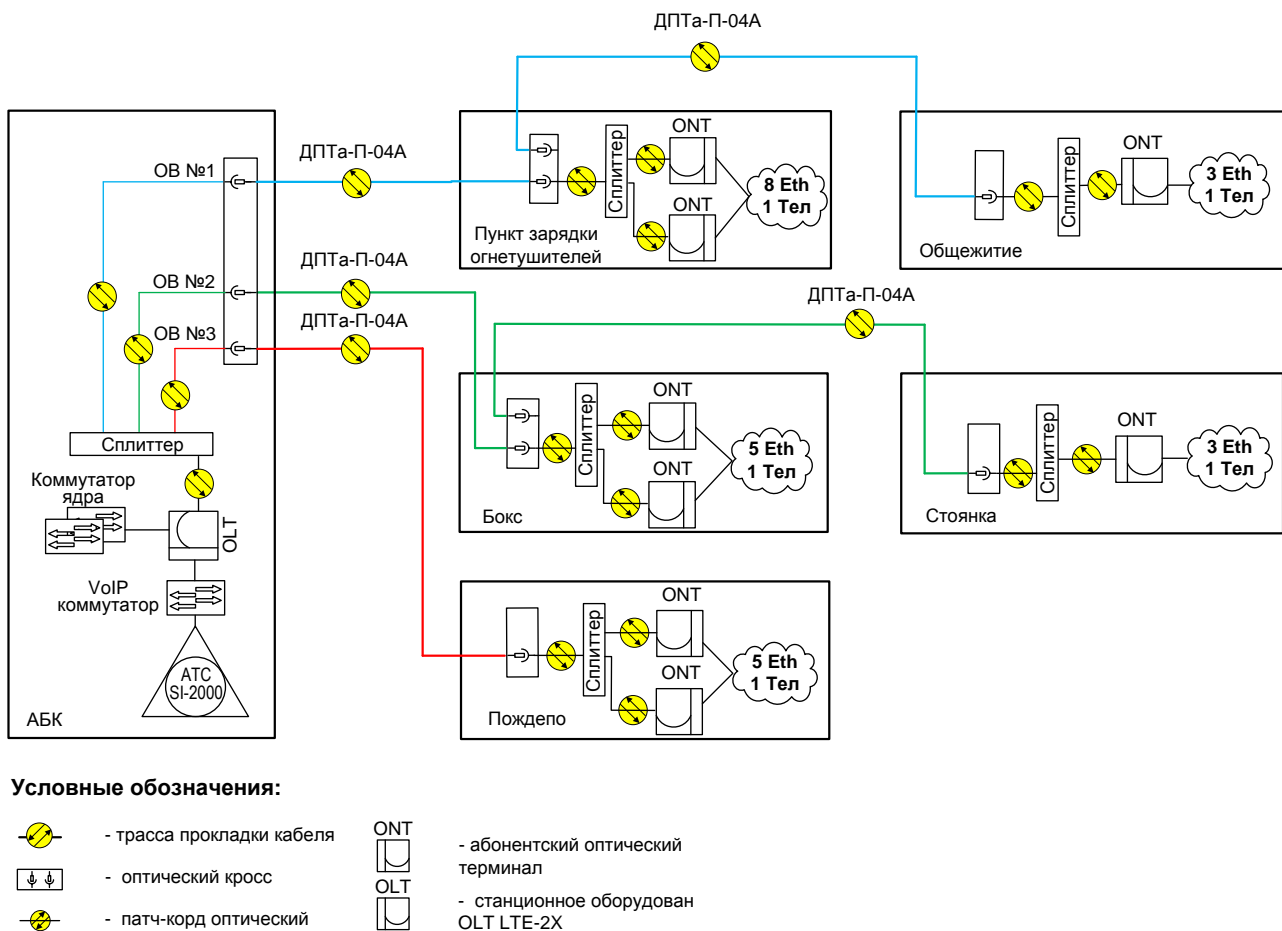 ДПТа-П-04А
ОВ №1
ДПТа-П-04А
ОВ №2
ДПТа-П-04А
ОВ №3
ДПТа-П-04А
Сплиттер
Коммутатор
ядра
OLT
VoIP
коммутатор
АТС
SI-2000
АБК
Сплиттер
ONT
ONT
8 Eth
1 Тел
Пункт зарядки
огнетушителей
Сплиттер
ONT
3 Eth
1 Тел
Общежитие
ДПТа-П-04А
Сплиттер
ONT
ONT
5 Eth
1 Тел
Бокс
Сплиттер
ONT
3 Eth
1 Тел
Стоянка
Сплиттер
ONT
ONT
5 Eth
1 Тел
Пождепо
Условные обозначения:
- трасса прокладки кабеля
- оптический кросс
- патч-корд оптический
ONT
- абонентский оптический
терминал
OLT
- станционное оборудован
OLT LTE-2X